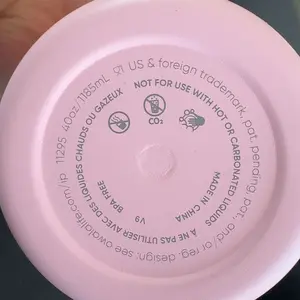 11295 40oz/1185mL US & foreign trademark, pat. pending, pat., and/or reg. design: see owalalife.com/ip
NOT FOR USE WITH HOT OR CARBONATED LIQUIDS
À NE PAS UTILISER AVEC DES LIQUIDES CHAUDS OU GAZEUX
CO₂
MADE IN CHINA
BPA FREE
V9